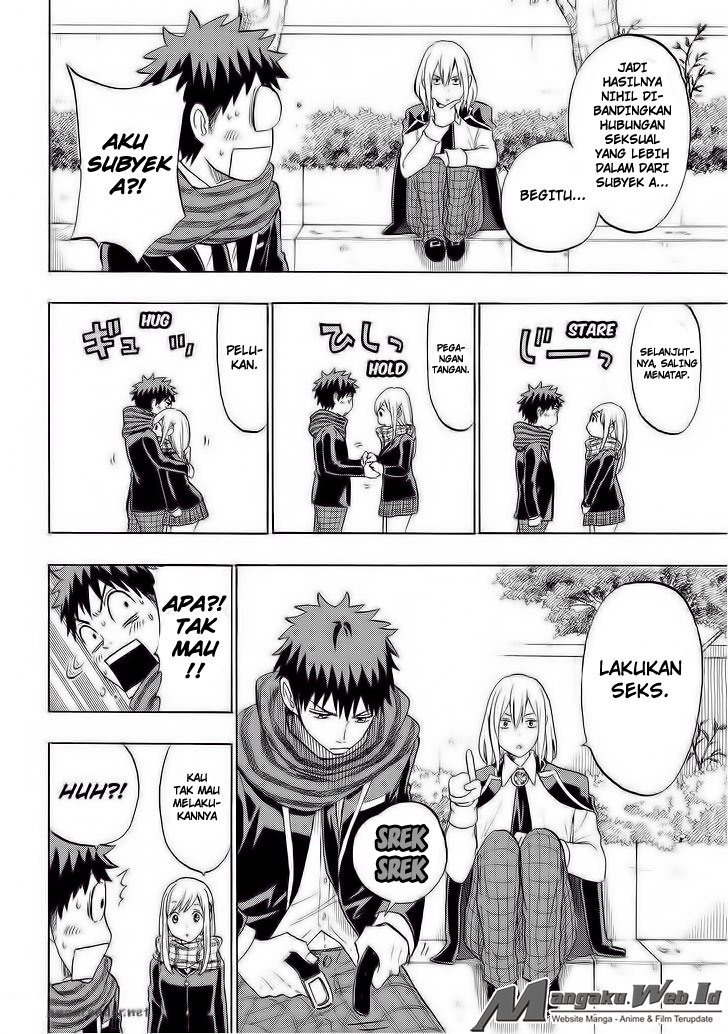 JADI
HASILNYA
NIHIL DI-
BANDINGKAN
HUBUNGAN
SEKSUAL
YANG LEBIH
DALAM DARI
SUBYEK A...
BEGITU...
AKU
SUBYEK
A?!
SELANJUT-
NYA, SALING
MENATAP.
STARE
じーっ
PEGA-
NGAN
TANGAN.
HOLD
ひしっ
PELU-
KAN.
HUG
ギュッ
LAKUKAN
SEKS.
SREK
SREK
APA?!
TAK
MAU
!!
KAU
TAK MAU
MELAKU-
KANNYA
HUH?!
Mangaku.Web.Id
Website Manga - Anime & Film Terupdate